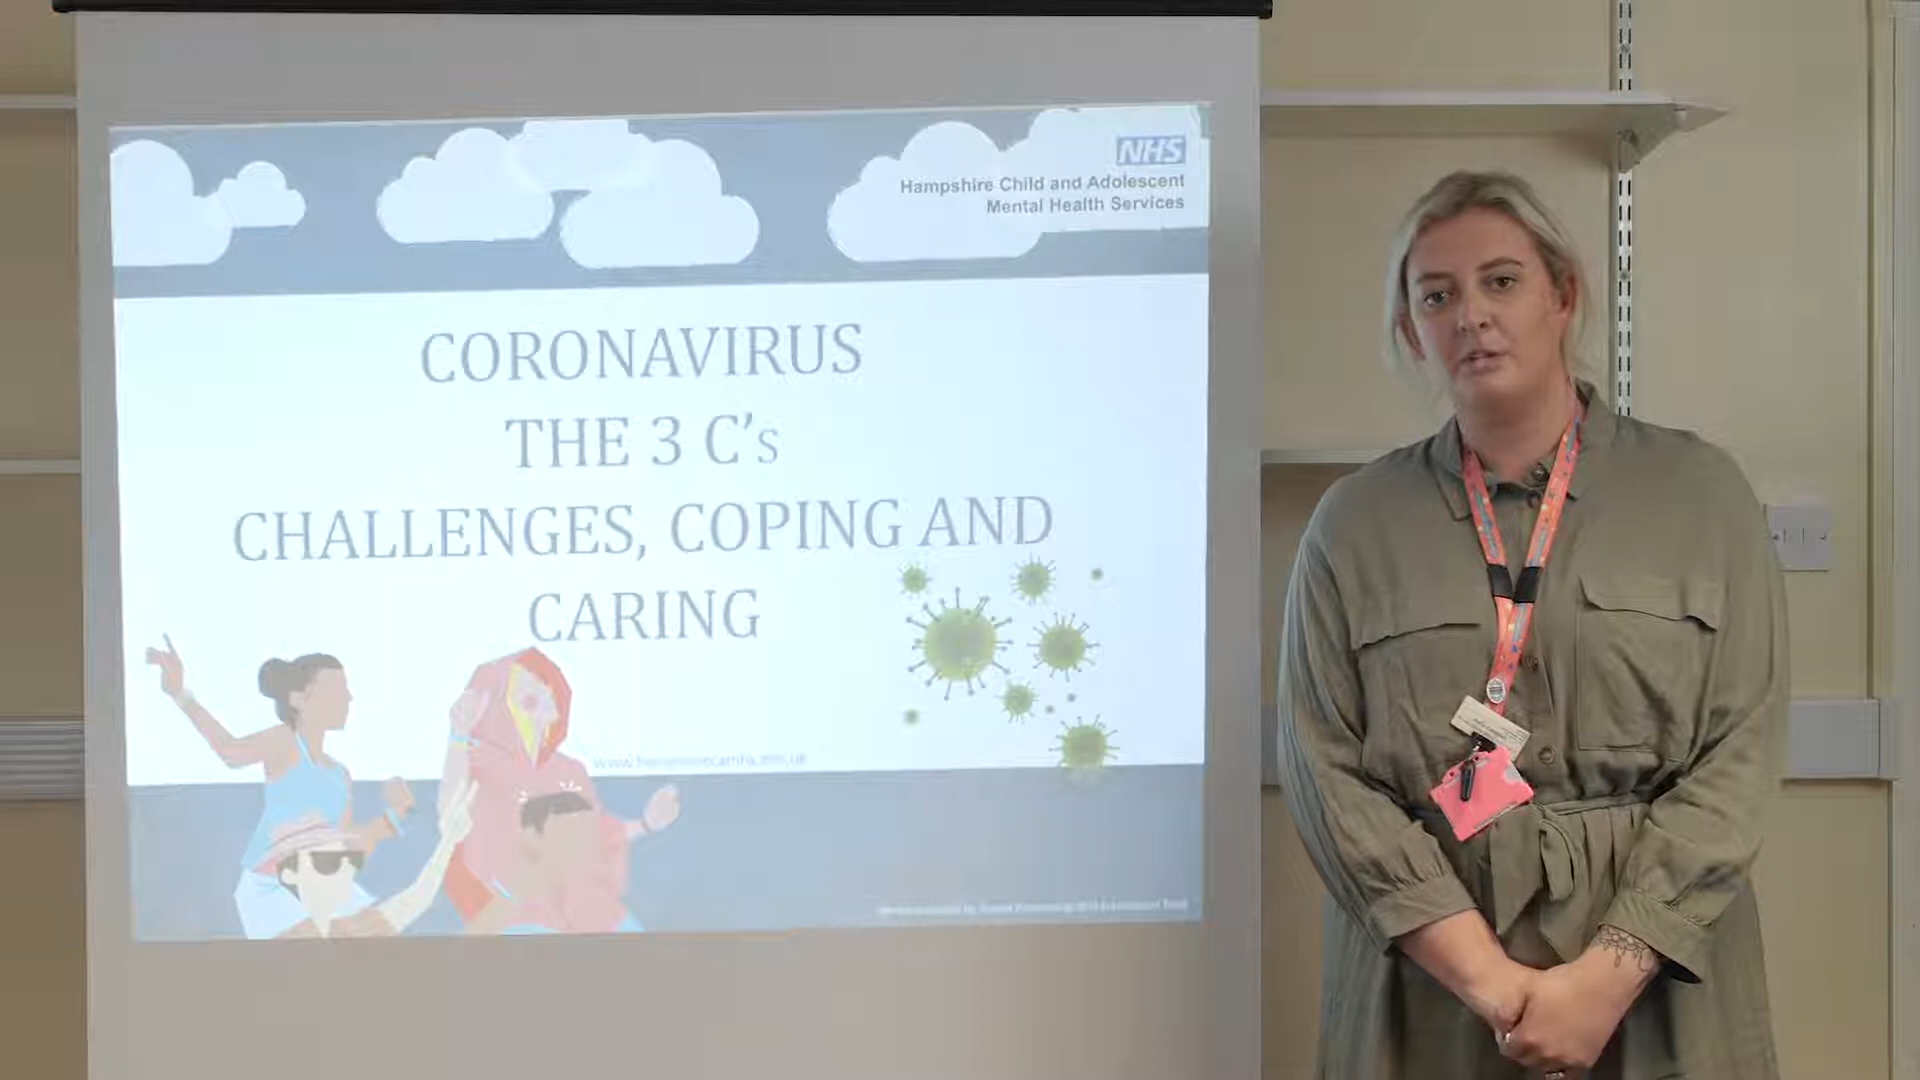 NHS
Hampshire Child and Adolescent
Mental Health Services
CORONAVIRUS
THE 3 C's
CHALLENGES, COPING AND
CARING